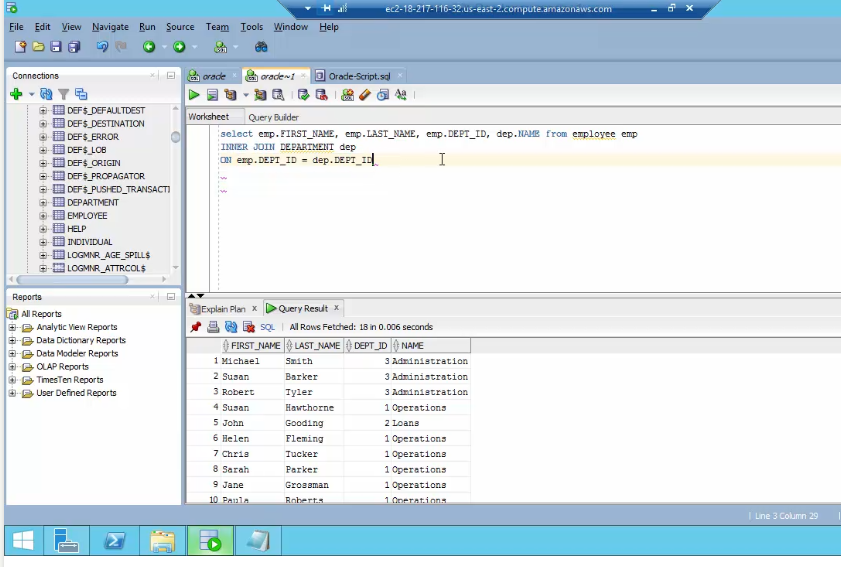 ec2-18-217-116-32.us-east-2.compute.amazonaws.com
File Edit View Navigate Run Source Team Tools Window Help
Connections
oracle oracle~1 Oracle-Script.sql
Worksheet Query Builder
DEF$_DEFAULTDEST
DEF$_DESTINATION
DEF$_ERROR
DEF$_LOB
DEF$_ORIGIN
DEF$_PROPAGATOR
DEF$_PUSHED_TRANSACTI
DEPARTMENT
EMPLOYEE
HELP
INDIVIDUAL
LOGMNR_AGE_SPILL$
LOGMNR_ATTRCOL$
select emp.FIRST_NAME, emp.LAST_NAME, emp.DEPT_ID, dep.NAME from employee emp
INNER JOIN DEPARTMENT dep
ON emp.DEPT_ID = dep.DEPT_ID
Reports
All Reports
Analytic View Reports
Data Dictionary Reports
Data Modeler Reports
OLAP Reports
TimesTen Reports
User Defined Reports
Explain Plan x Query Result x
SQL | All Rows Fetched: 18 in 0.006 seconds
FIRST_NAME LAST_NAME DEPT_ID NAME
1 Michael Smith 3 Administration
2 Susan Barker 3 Administration
3 Robert Tyler 3 Administration
4 Susan Hawthorne 1 Operations
5 John Gooding 2 Loans
6 Helen Fleming 1 Operations
7 Chris Tucker 1 Operations
8 Sarah Parker 1 Operations
9 Jane Grossman 1 Operations
10 Paula Roberts 1 Operations
Line 3 Column 29